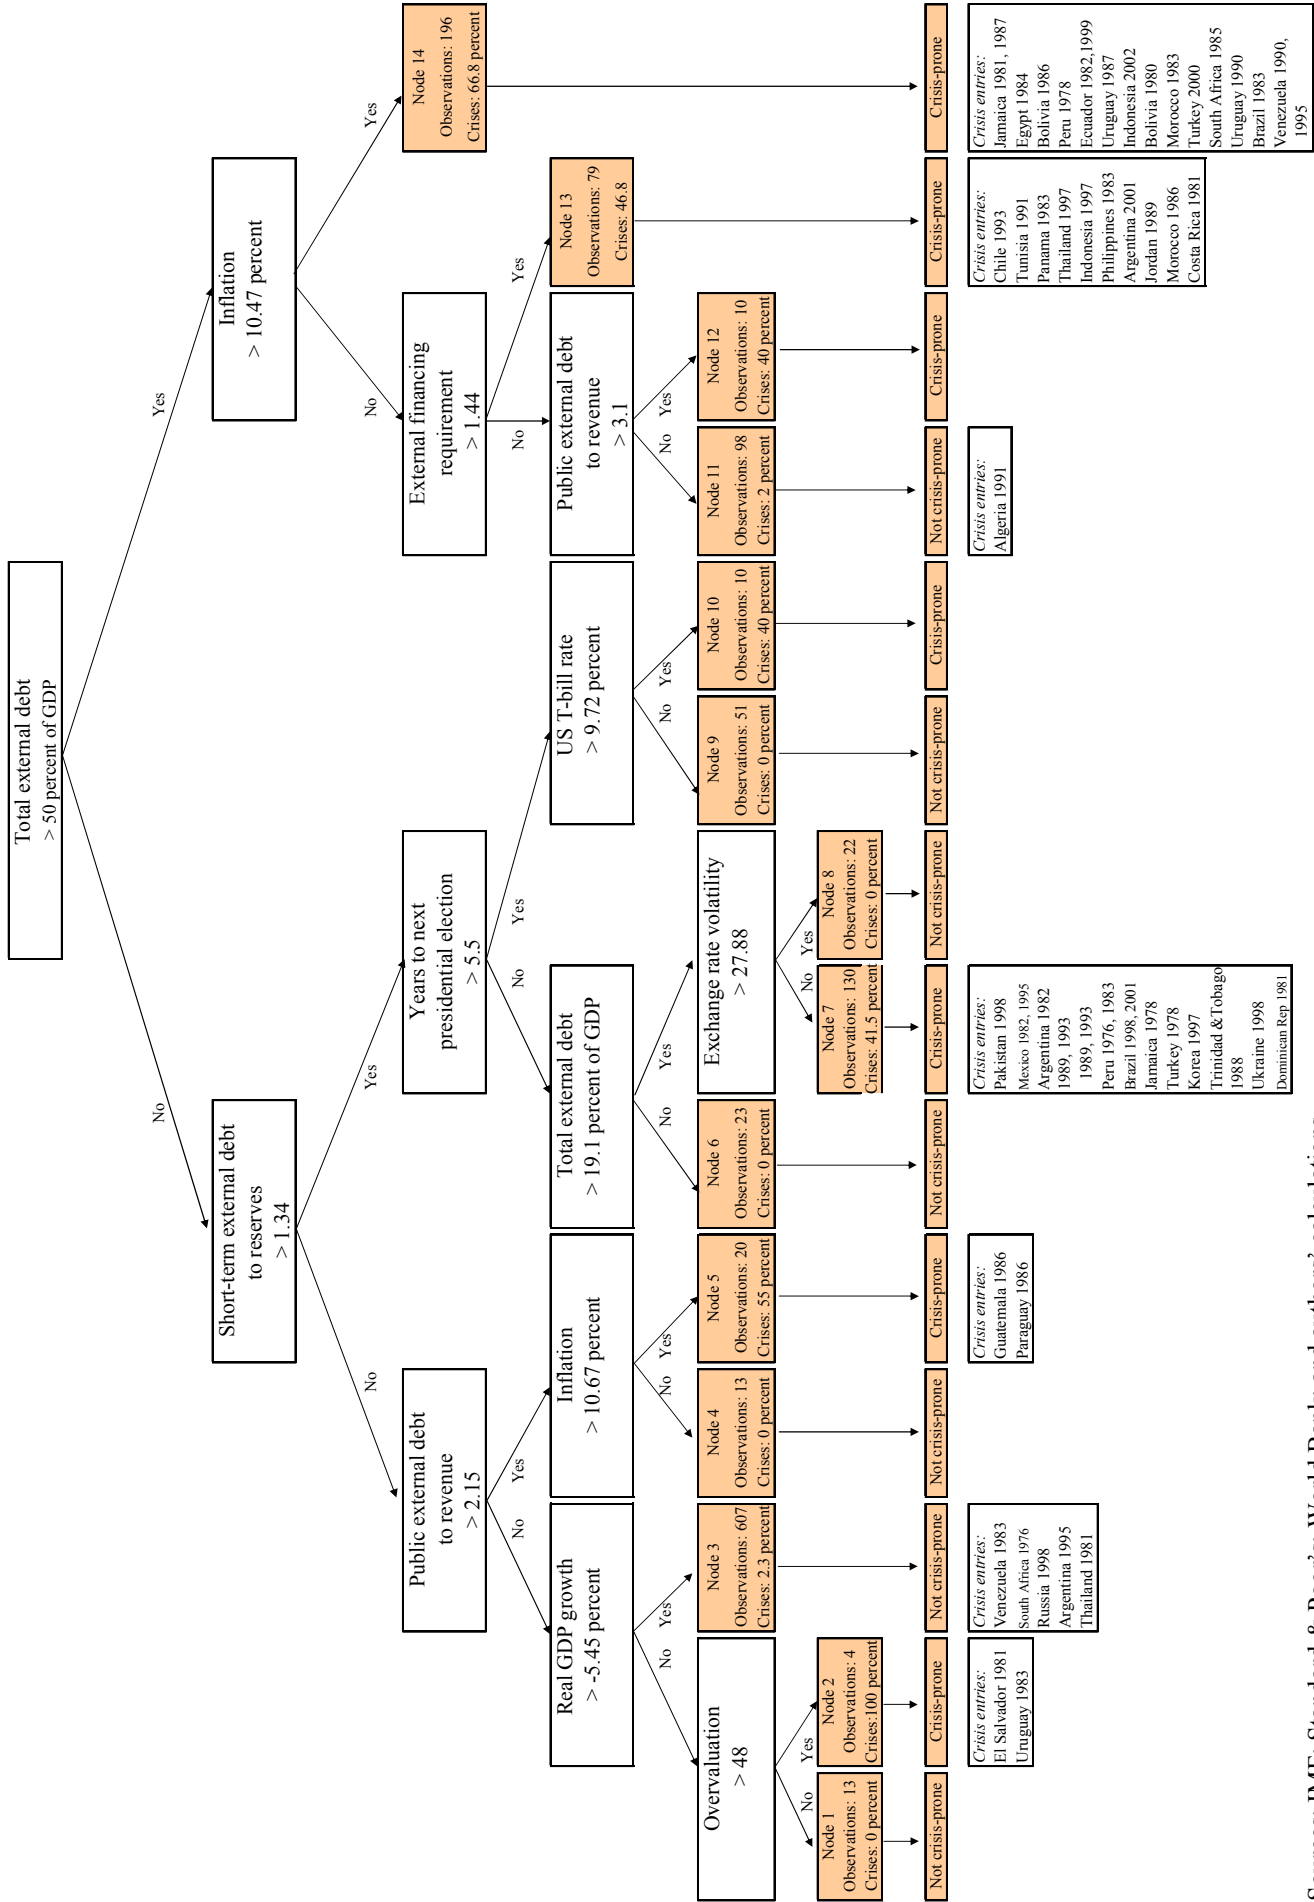 Total external debt
> 50 percent of GDP
No
Yes
Short-term external debt
to reserves
> 1.34
Inflation
> 10.47 percent
No
Yes
No
Yes
Public external debt
to revenue
> 2.15
Years to next
presidential election
> 5.5
External financing
requirement
> 1.44
Node 14
Observations: 196
Crises: 66.8 percent
No
Yes
No
Yes
No
Yes
Real GDP growth
> -5.45 percent
Inflation
> 10.67 percent
Total external debt
> 19.1 percent of GDP
US T-bill rate
> 9.72 percent
Public external debt
to revenue
> 3.1
Node 13
Observations: 79
Crises: 46.8
No
Yes
No
Yes
No
Yes
No
Yes
No
Yes
Overvaluation
> 48
Node 3
Observations: 607
Crises: 2.3 percent
Node 4
Observations: 13
Crises: 0 percent
Node 5
Observations: 20
Crises: 55 percent
Node 6
Observations: 23
Crises: 0 percent
Exchange rate volatility
> 27.88
Node 9
Observations: 51
Crises: 0 percent
Node 10
Observations: 10
Crises: 40 percent
Node 11
Observations: 98
Crises: 2 percent
Node 12
Observations: 10
Crises: 40 percent
No
Yes
No
Yes
Node 1
Observations: 13
Crises: 0 percent
Node 2
Observations: 4
Crises:100 percent
Node 7
Observations: 130
Crises: 41.5 percent
Node 8
Observations: 22
Crises: 0 percent
Not crisis-prone
Crisis-prone
Not crisis-prone
Not crisis-prone
Crisis-prone
Not crisis-prone
Crisis-prone
Not crisis-prone
Not crisis-prone
Crisis-prone
Not crisis-prone
Crisis-prone
Crisis-prone
Crisis-prone
Crisis entries:
El Salvador 1981
Uruguay 1983
Crisis entries:
Venezuela 1983
South Africa 1976
Russia 1998
Argentina 1995
Thailand 1981
Crisis entries:
Guatemala 1986
Paraguay 1986
Crisis entries:
Pakistan 1998
Mexico 1982, 1995
Argentina 1982
1989, 1993
1989, 1993
Peru 1976, 1983
Brazil 1998, 2001
Jamaica 1978
Turkey 1978
Korea 1997
Trinidad &Tobago
1988
Ukraine 1998
Dominican Rep 1981
Crisis entries:
Algeria 1991
Crisis entries:
Chile 1993
Tunisia 1991
Panama 1983
Thailand 1997
Indonesia 1997
Philippines 1983
Argentina 2001
Jordan 1989
Morocco 1986
Costa Rica 1981
Crisis entries:
Jamaica 1981, 1987
Egypt 1984
Bolivia 1986
Peru 1978
Ecuador 1982,1999
Uruguay 1987
Indonesia 2002
Bolivia 1980
Morocco 1983
Turkey 2000
South Africa 1985
Uruguay 1990
Brazil 1983
Venezuela 1990,
1995
Sources: IMF; Standard & Poor's; World Bank; and authors' calculations.